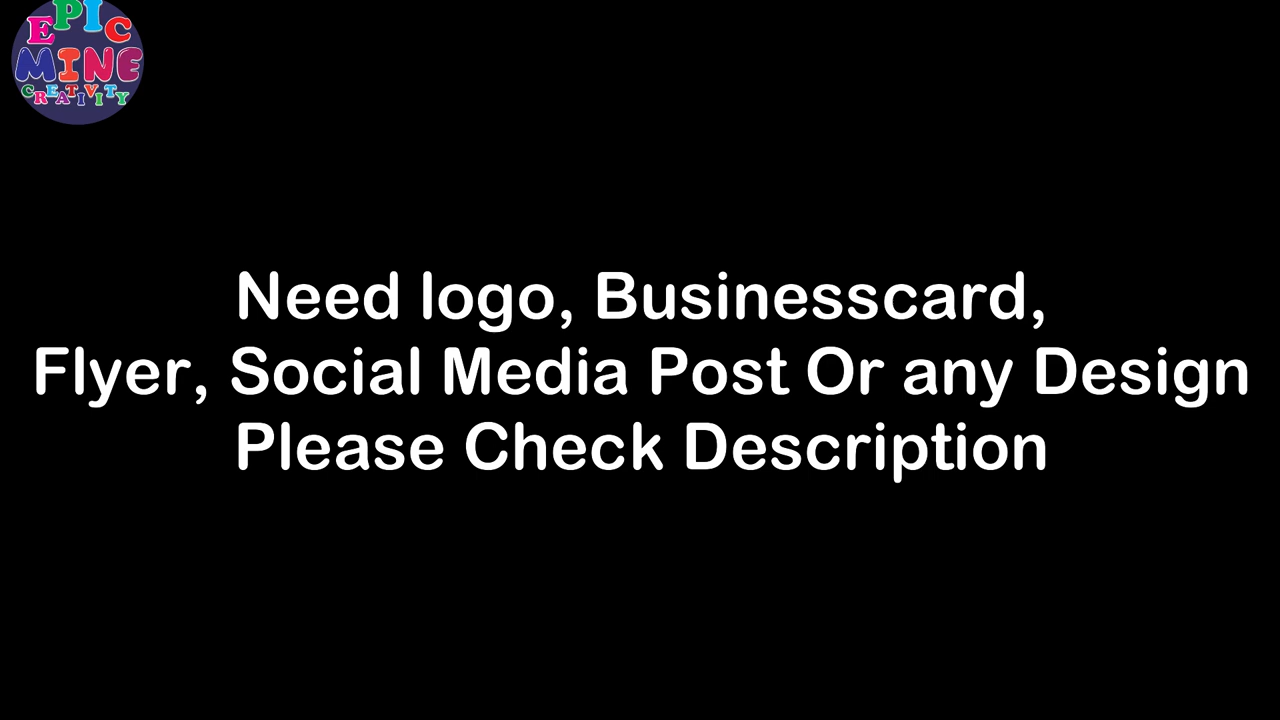 EPIC
MINE
CREATIVITY
Need logo, Businesscard,
Flyer, Social Media Post Or any Design
Please Check Description